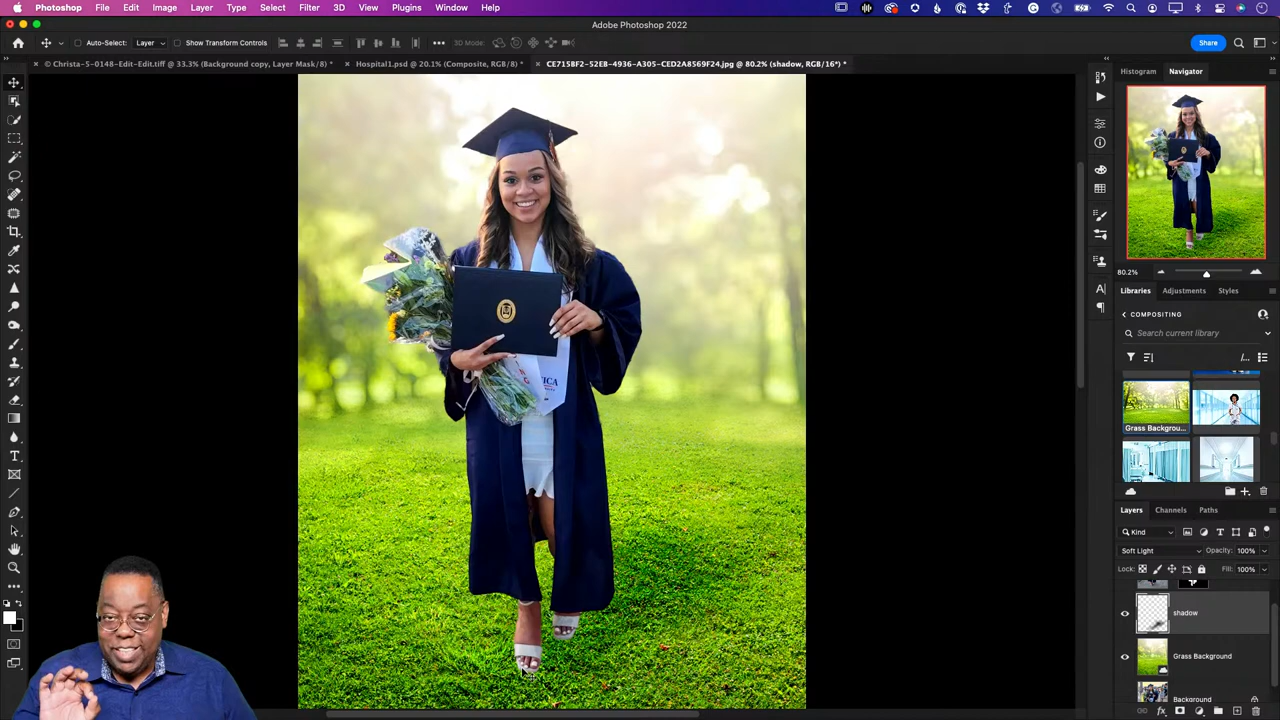 Photoshop File Edit Image Layer Type Select Filter 3D View Plugins Window Help
Adobe Photoshop 2022
Auto-Select: Layer Show Transform Controls 3D Mode: Share
© Christa-5-0148-Edit-Edit.tiff @ 33.3% (Background copy, Layer Mask/8) * Hospital1.psd @ 20.1% (Composite, RGB/8) * CE715BF2-52EB-4936-A305-CED2A8569F24.jpg @ 80.2% (shadow, RGB/16*) *
Histogram Navigator
80.2%
Libraries Adjustments Styles
COMPOSITING
Search current library
Grass Backgrou...
Layers Channels Paths
Kind
Soft Light Opacity: 100%
Lock: Fill: 100%
shadow
Grass Background
Background